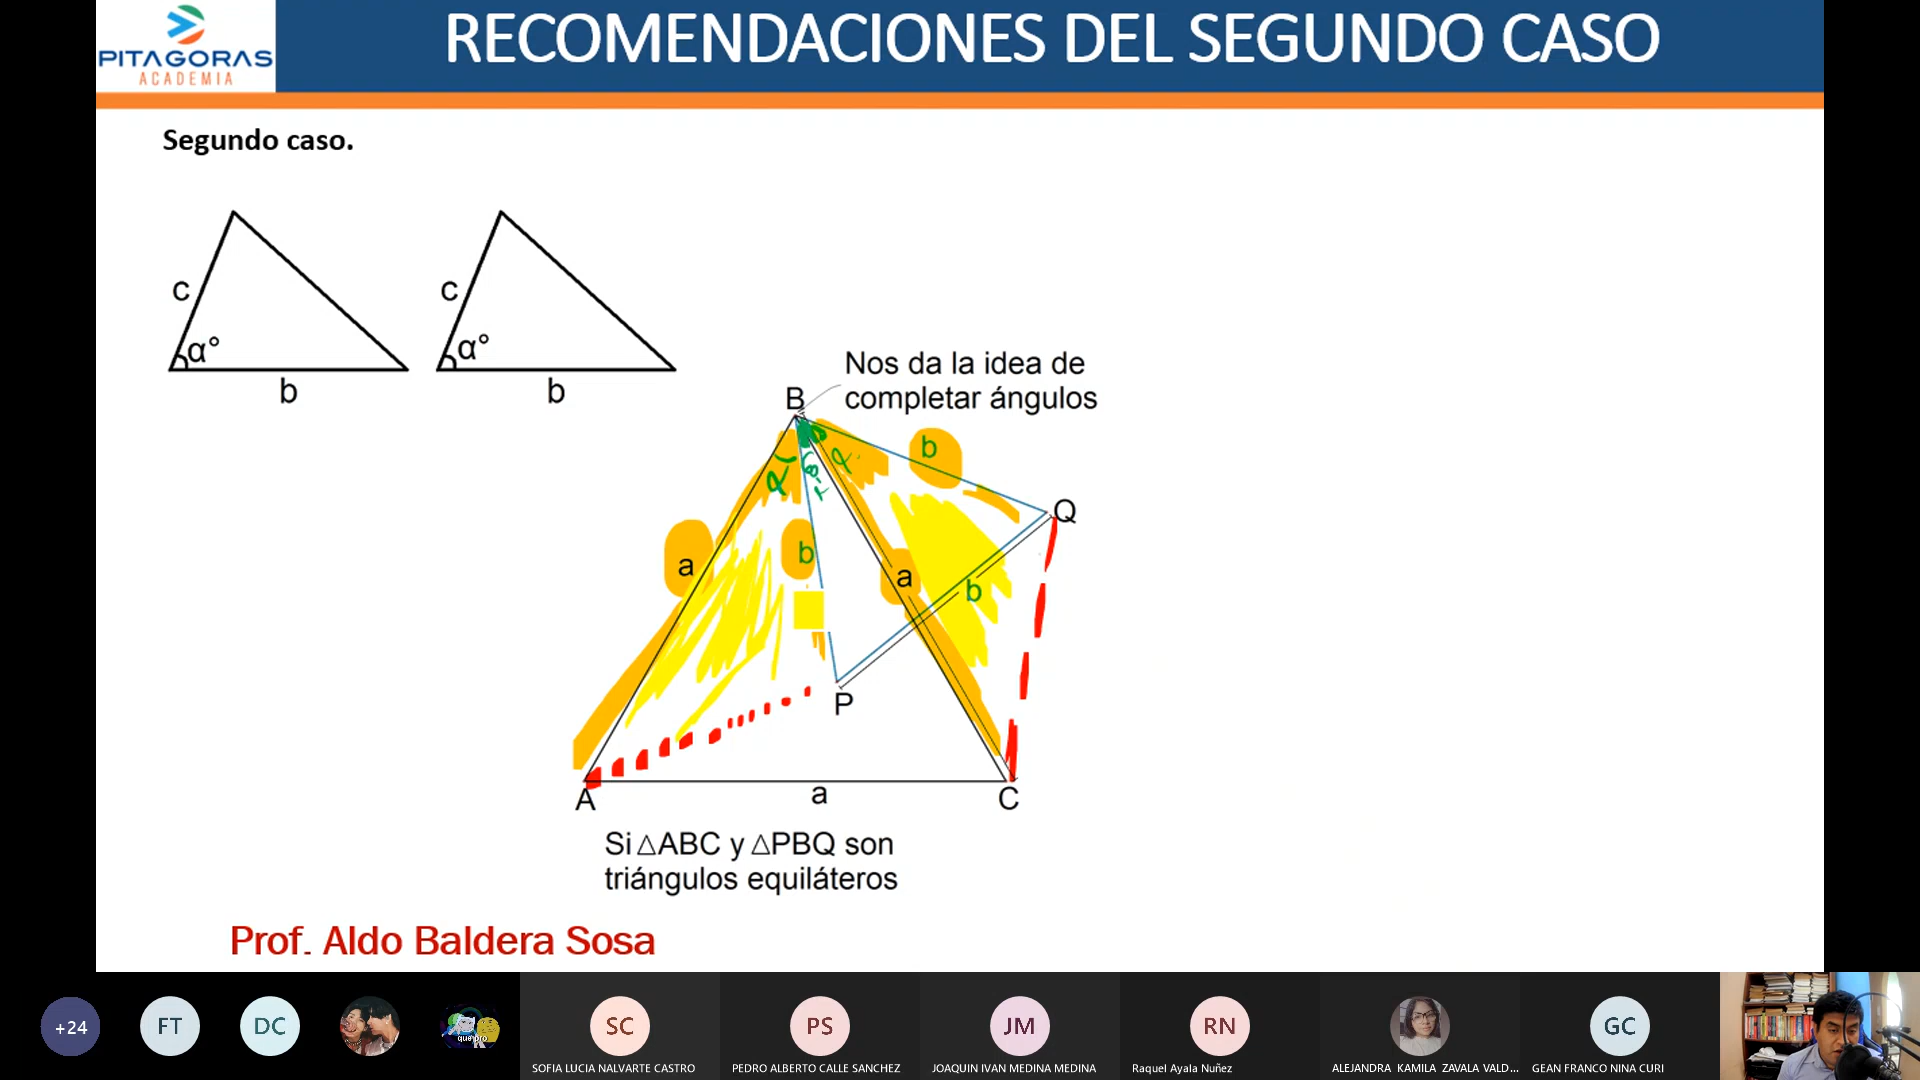 PITAGORAS
ACADEMIA
RECOMENDACIONES DEL SEGUNDO CASO
Segundo caso.
c
α°
b
c
α°
b
Nos da la idea de
completar ángulos
B
b
α
α
Q
a
b
a
b
P
A
a
C
Si △ABC y △PBQ son
triángulos equiláteros
Prof. Aldo Baldera Sosa
+24
FT
DC
que pro
SC
PS
JM
RN
GC
SOFIA LUCIA NALVARTE CASTRO
PEDRO ALBERTO CALLE SANCHEZ
JOAQUIN IVAN MEDINA MEDINA
Raquel Ayala Nuñez
ALEJANDRA KAMILA ZAVALA VALD...
GEAN FRANCO NINA CURI